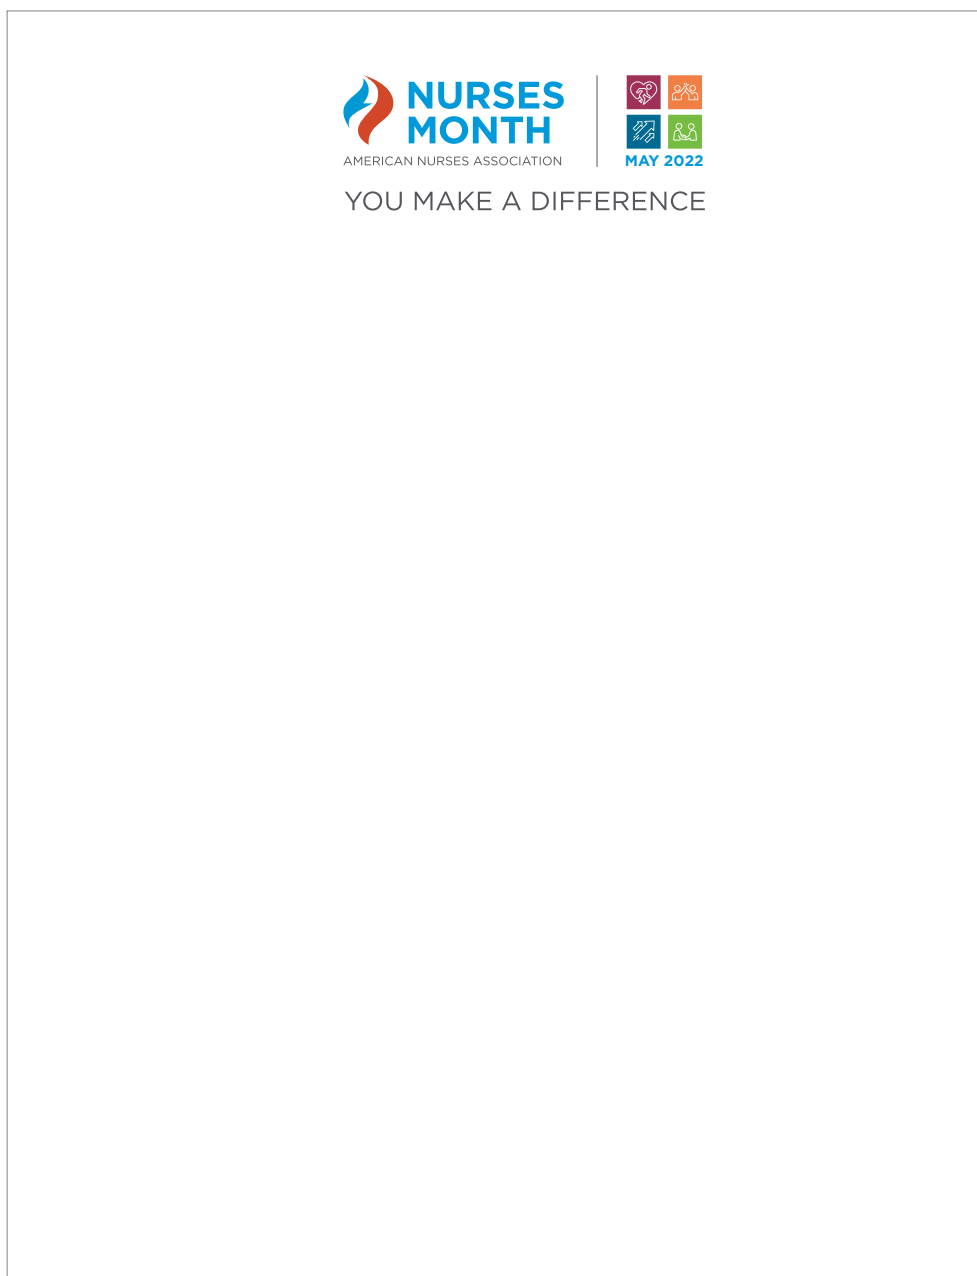 NURSES
MONTH
AMERICAN NURSES ASSOCIATION
MAY 2022
YOU MAKE A DIFFERENCE